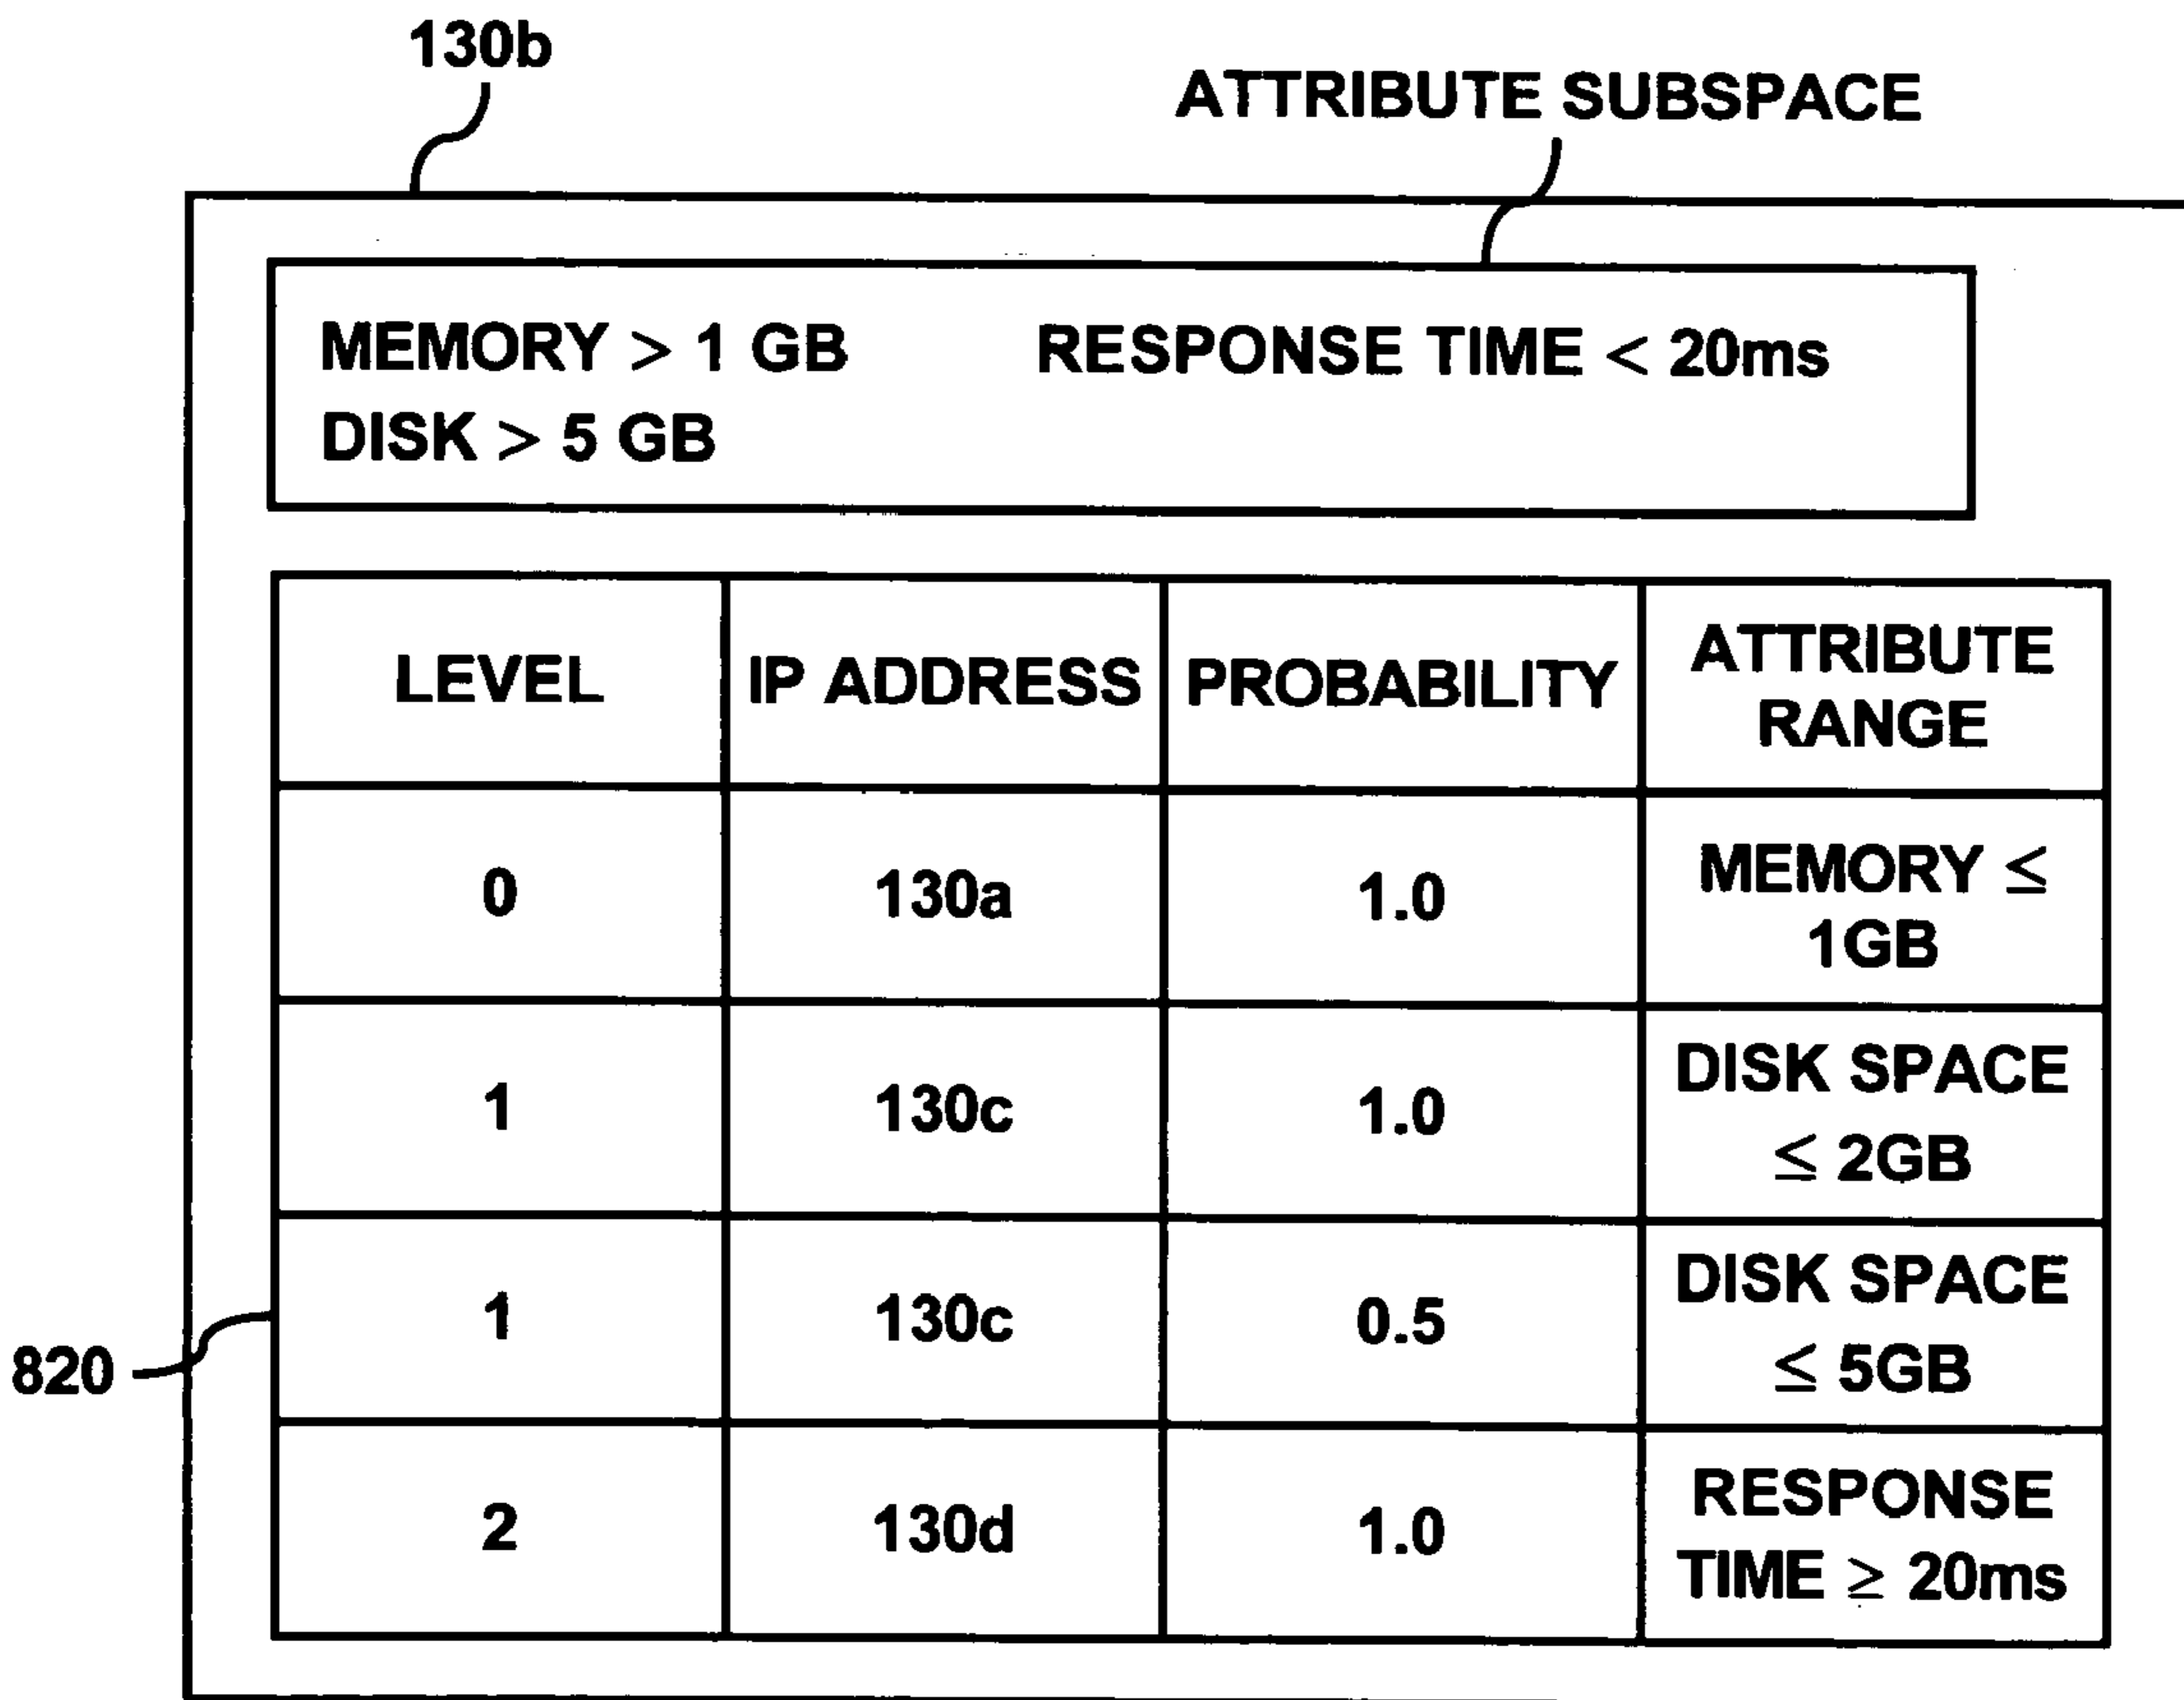 130b
ATTRIBUTE SUBSPACE
MEMORY > 1 GB RESPONSE TIME < 20ms
DISK > 5 GB
LEVEL IP ADDRESS PROBABILITY ATTRIBUTE RANGE
0 130a 1.0 MEMORY ≤ 1GB
1 130c 1.0 DISK SPACE ≤ 2GB
1 130c 0.5 DISK SPACE ≤ 5GB
820
2 130d 1.0 RESPONSE TIME ≥ 20ms